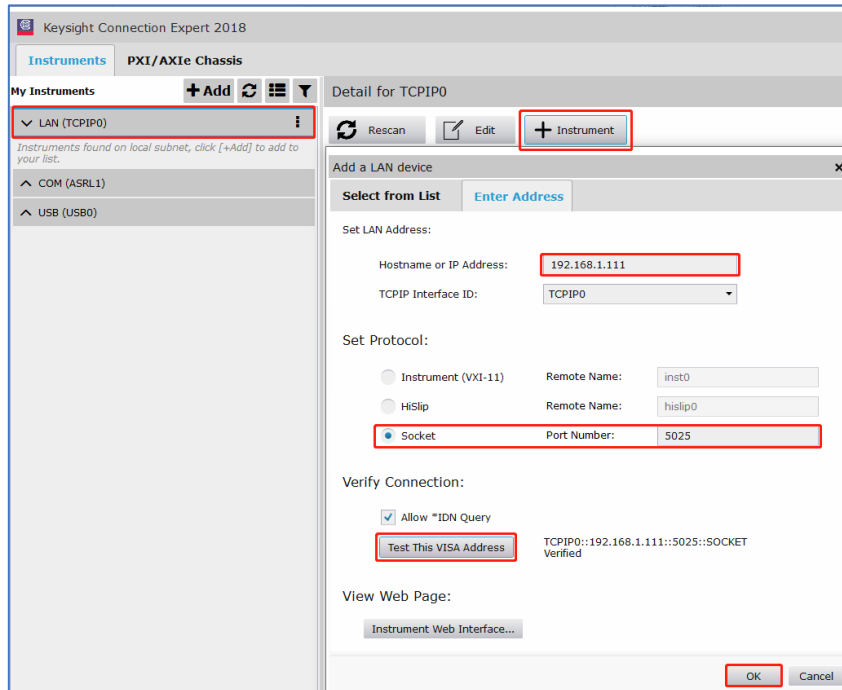 Keysight Connection Expert 2018
Instruments PXI/AXIe Chassis
My Instruments Add
LAN (TCPIP0)
Instruments found on local subnet, click [+Add] to add to
your list.
COM (ASRL1)
USB (USB0)
Detail for TCPIP0
Rescan Edit Instrument
Add a LAN device x
Select from List Enter Address
Set LAN Address:
Hostname or IP Address: 192.168.1.111
TCPIP Interface ID: TCPIP0
Set Protocol:
Instrument (VXI-11) Remote Name: inst0
HiSlip Remote Name: hislip0
Socket Port Number: 5025
Verify Connection:
Allow *IDN Query
Test This VISA Address TCPIP0::192.168.1.111::5025::SOCKET
Verified
View Web Page:
Instrument Web Interface...
OK Cancel